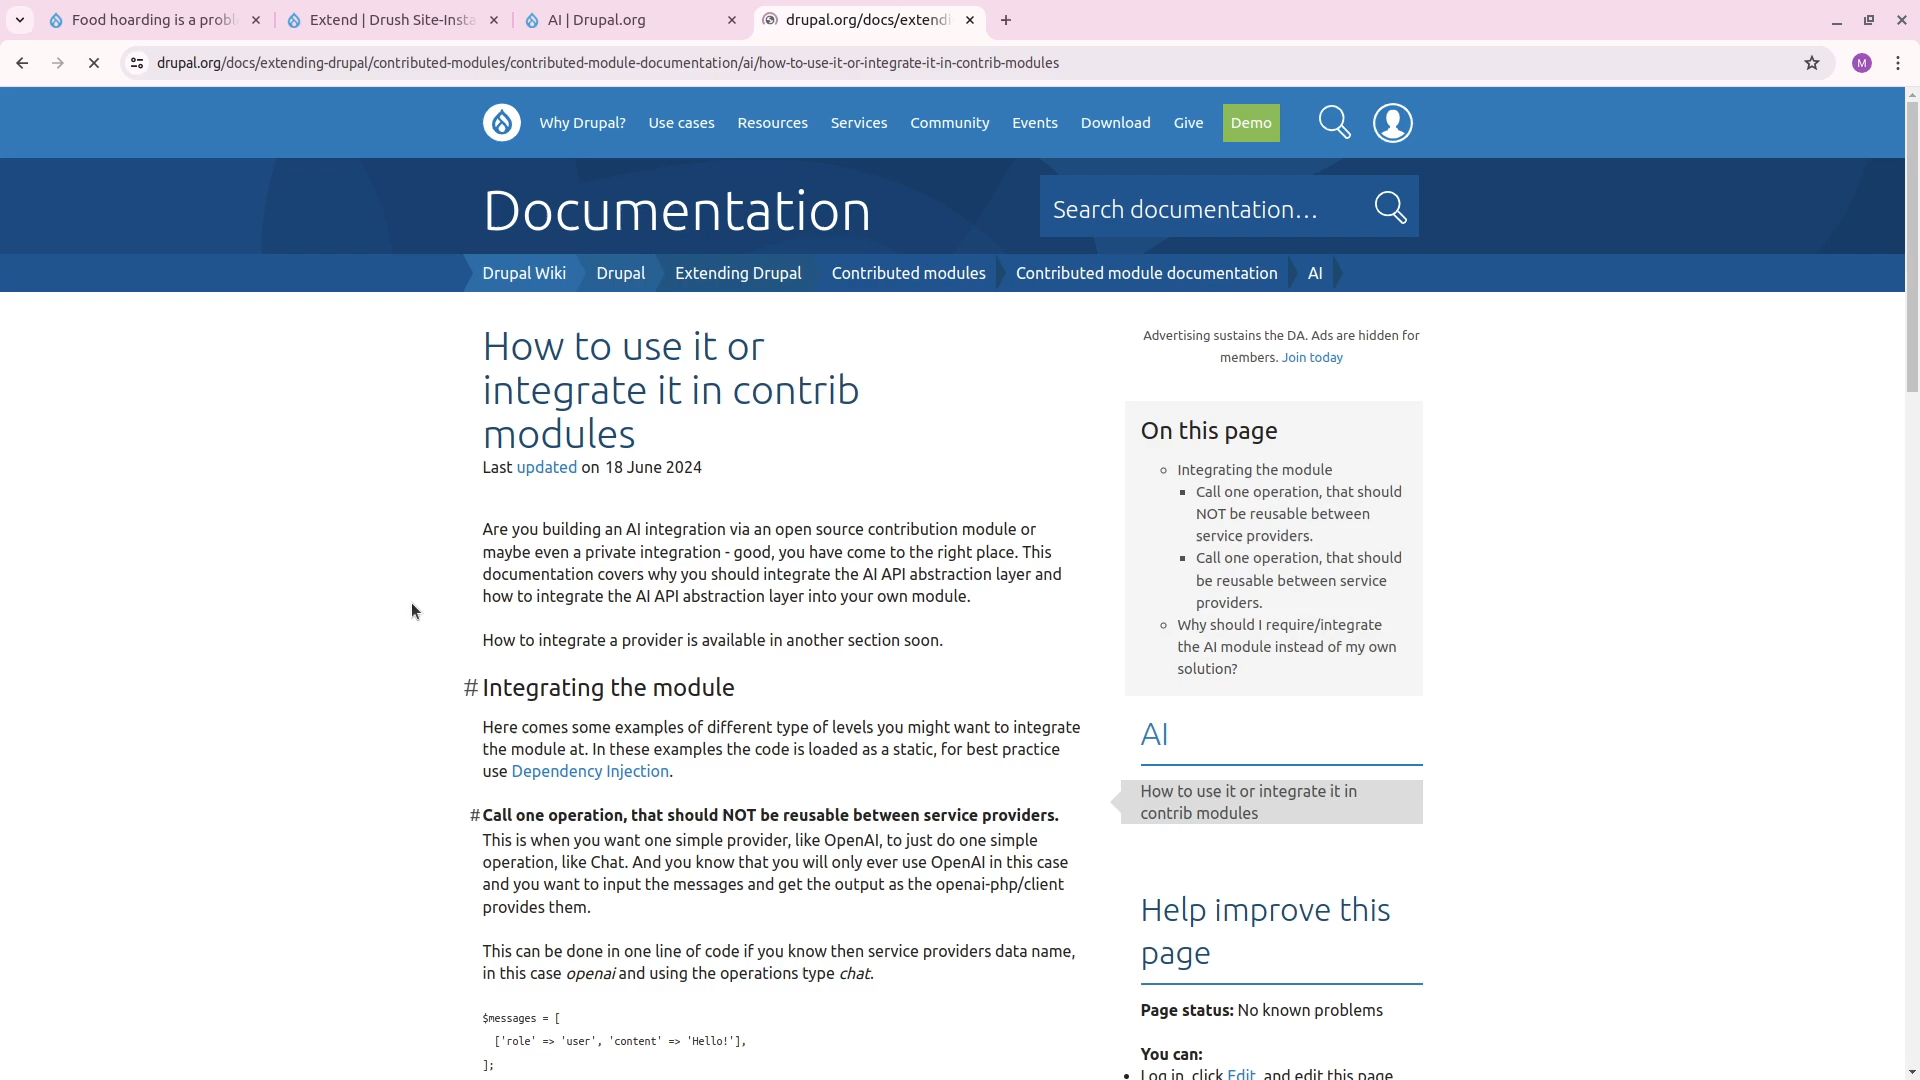 Food hoarding is a probl
Extend | Drush Site-Insta
AI | Drupal.org
drupal.org/docs/extendi
drupal.org/docs/extending-drupal/contributed-modules/contributed-module-documentation/ai/how-to-use-it-or-integrate-it-in-contrib-modules
M
Why Drupal?
Use cases
Resources
Services
Community
Events
Download
Give
Demo
Documentation
Search documentation…
Drupal Wiki
Drupal
Extending Drupal
Contributed modules
Contributed module documentation
AI
How to use it or
integrate it in contrib
modules
Last updated on 18 June 2024
Are you building an AI integration via an open source contribution module or
maybe even a private integration - good, you have come to the right place. This
documentation covers why you should integrate the AI API abstraction layer and
how to integrate the AI API abstraction layer into your own module.
How to integrate a provider is available in another section soon.
# Integrating the module
Here comes some examples of different type of levels you might want to integrate
the module at. In these examples the code is loaded as a static, for best practice
use Dependency Injection.
# Call one operation, that should NOT be reusable between service providers.
This is when you want one simple provider, like OpenAI, to just do one simple
operation, like Chat. And you know that you will only ever use OpenAI in this case
and you want to input the messages and get the output as the openai-php/client
provides them.
This can be done in one line of code if you know then service providers data name,
in this case openai and using the operations type chat.
$messages = [
['role' => 'user', 'content' => 'Hello!'],
];
Advertising sustains the DA. Ads are hidden for
members. Join today
On this page
Integrating the module
Call one operation, that should
NOT be reusable between
service providers.
Call one operation, that should
be reusable between service
providers.
Why should I require/integrate
the AI module instead of my own
solution?
AI
How to use it or integrate it in
contrib modules
Help improve this
page
Page status: No known problems
You can:
Log in, click Edit, and edit this page